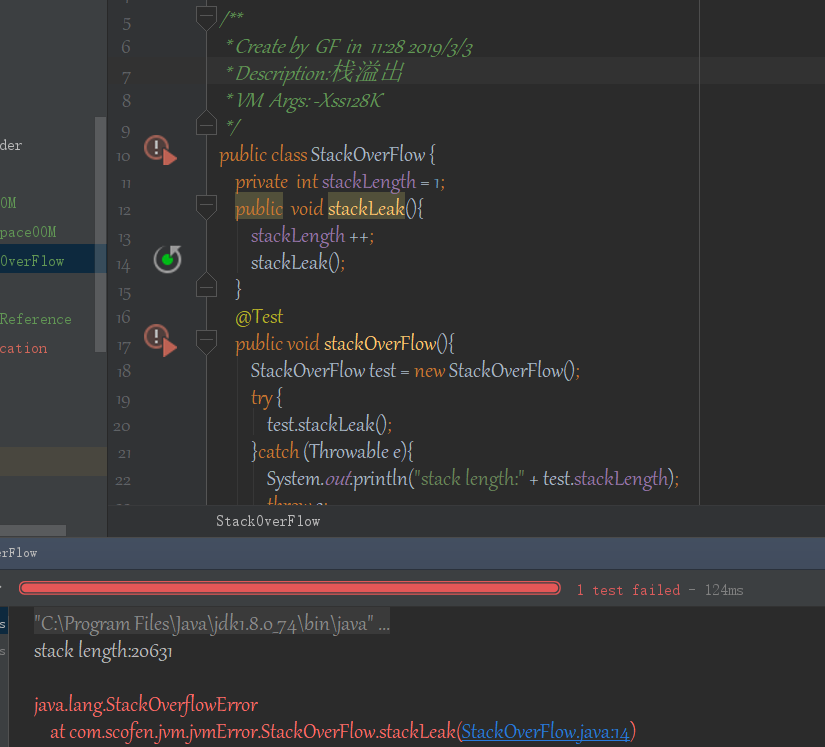 5 /**
6 * Create by GF in 11:28 2019/3/3
7 * Description:栈溢出
8 * VM Args: -Xss128K
9 */
der
10 public class StackOverFlow {
11 private int stackLength = 1;
OM
12 public void stackLeak(){
paceOOM
13 stackLength ++;
OverFlow
14 stackLeak();
15 }
Reference
16 @Test
cation
17 public void stackOverFlow(){
18 StackOverFlow test = new StackOverFlow();
19 try {
20 test.stackLeak();
21 }catch (Throwable e){
22 System.out.println("stack length:" + test.stackLength);
StackOverFlow
erFlow
1 test failed - 124ms
"C:\Program Files\Java\jdk1.8.0_74\bin\java" ...
stack length:20631
java.lang.StackOverflowError
at com.scofen.jvm.jvmError.StackOverFlow.stackLeak(StackOverFlow.java:14)